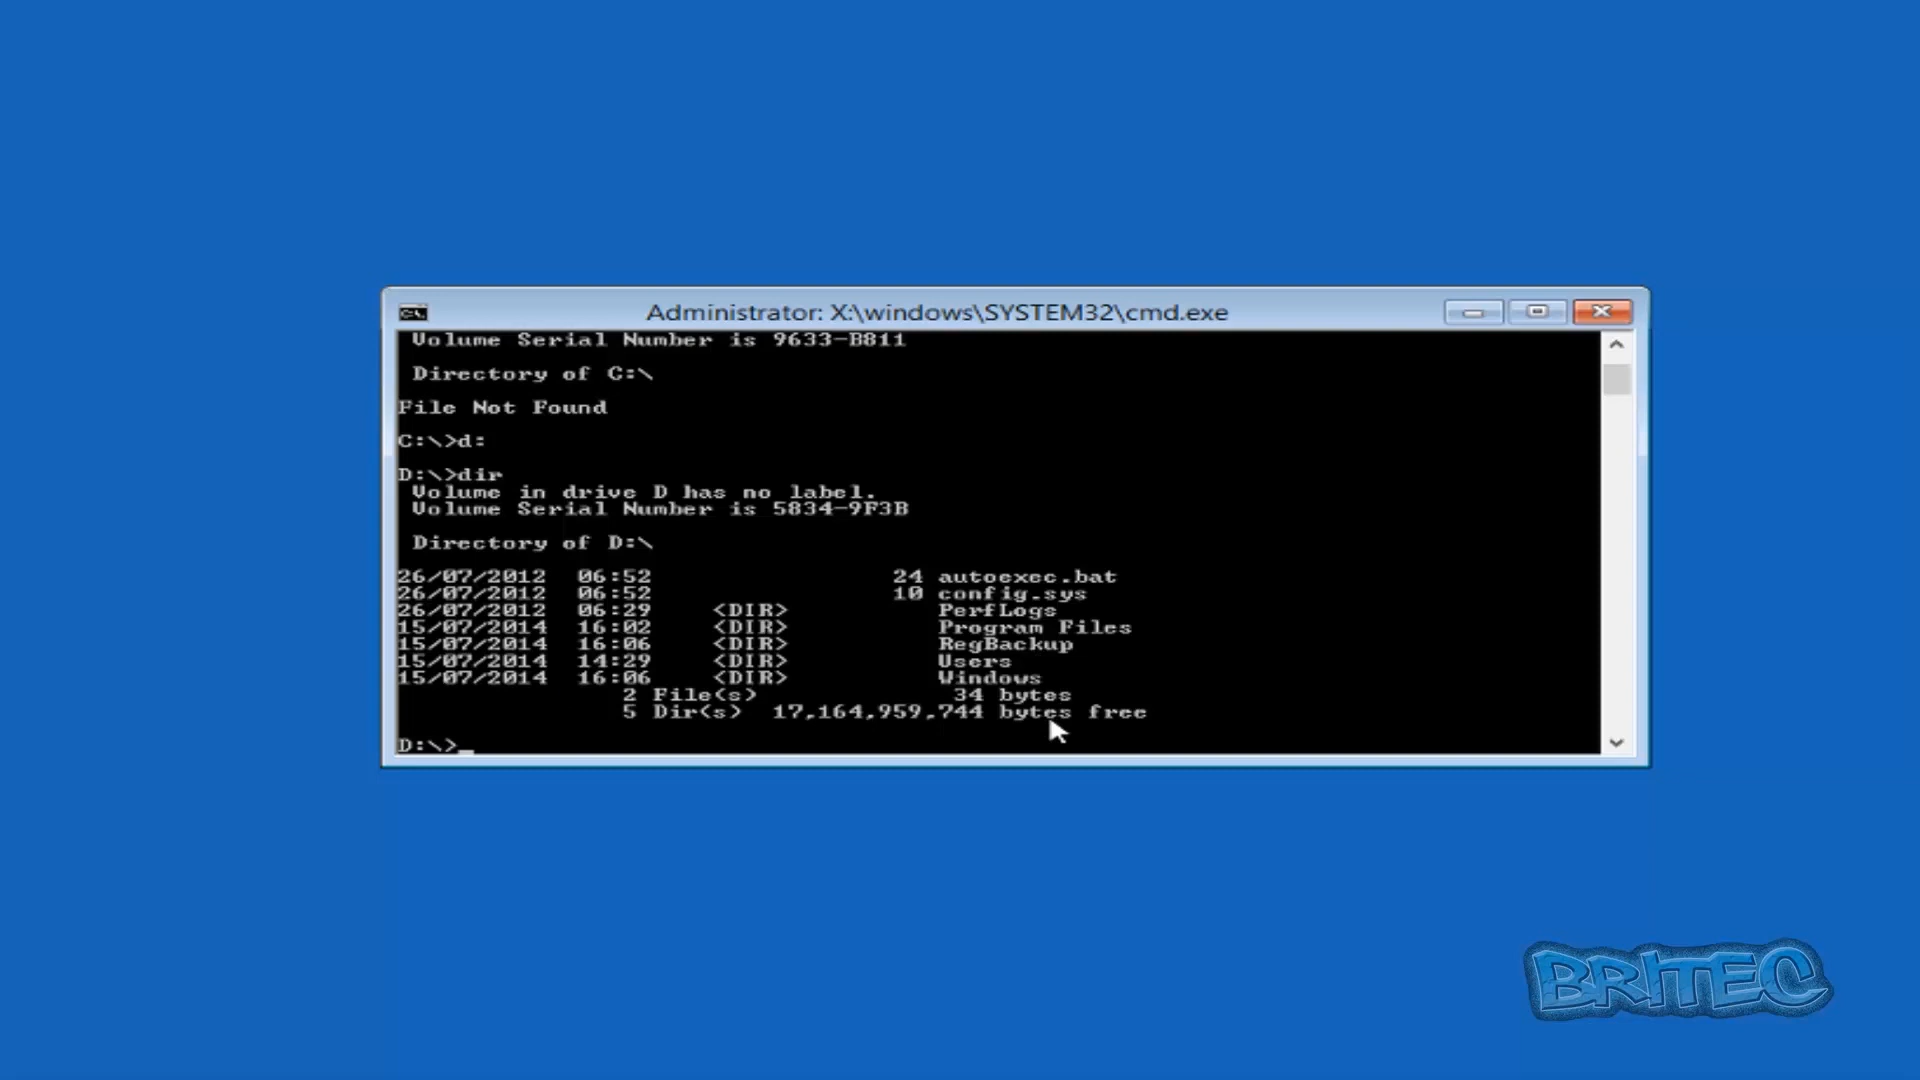 Administrator: X:\windows\SYSTEM32\cmd.exe
Volume Serial Number is 9633-B811
Directory of C:\
File Not Found
C:\>d:
D:\>dir
Volume in drive D has no label.
Volume Serial Number is 5834-9F3B
Directory of D:\
26/07/2012 06:52 24 autoexec.bat
26/07/2012 06:52 10 config.sys
26/07/2012 06:29 <DIR> PerfLogs
15/07/2014 16:02 <DIR> Program Files
15/07/2014 16:06 <DIR> RegBackup
15/07/2014 14:29 <DIR> Users
15/07/2014 16:06 <DIR> Windows
2 File(s) 34 bytes
5 Dir(s) 17,164,959,744 bytes free
D:\>_
BRITEC